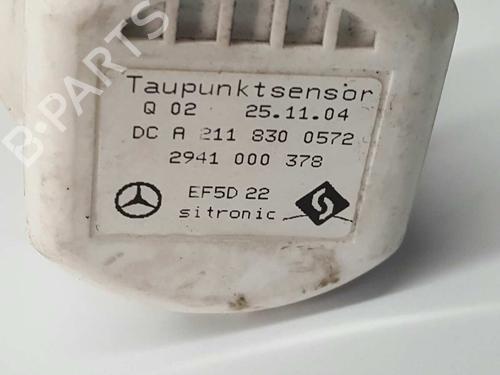 B-PARTS
Taupunktsensor
Q 02 25.11.04
DC A 211 830 0572
2941 000 378
EF5D 22
sitronic